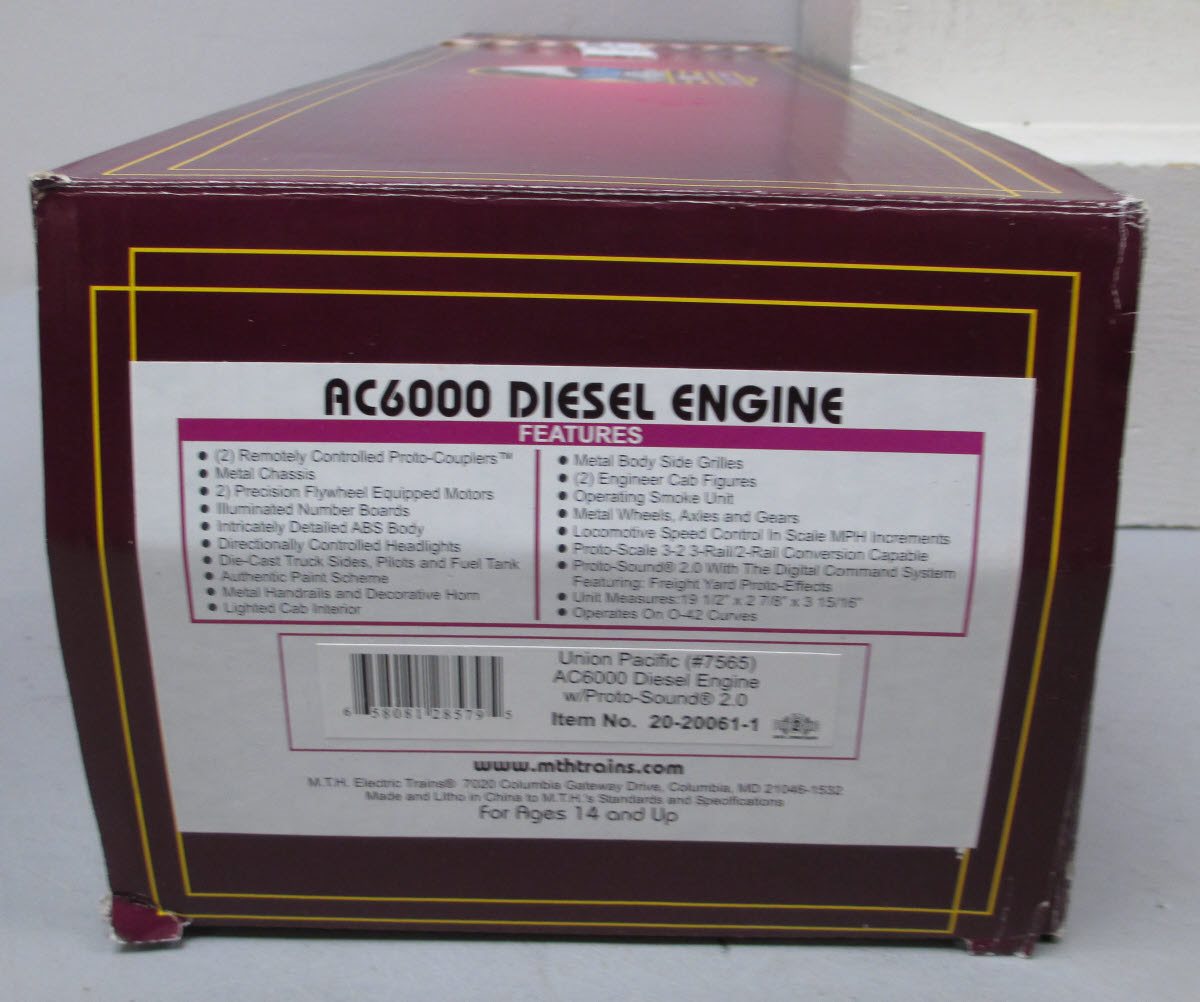 AC6000 DIESEL ENGINE
FEATURES
• (2) Remotely Controlled Proto-Couplers™
• Metal Chassis
• 2) Precision Flywheel Equipped Motors
• Illuminated Number Boards
• Intricately Detailed ABS Body
• Directionally Controlled Headlights
• Die-Cast Truck Sides, Pilots and Fuel Tank
• Authentic Paint Scheme
• Metal Handrails and Decorative Horn
• Lighted Cab Interior
• Metal Body Side Grilles
• (2) Engineer Cab Figures
• Operating Smoke Unit
• Metal Wheels, Axles and Gears
• Locomotive Speed Control In Scale MPH Increments
• Proto-Scale 3-2 3-Rail/2-Rail Conversion Capable
• Proto-Sound® 2.0 With The Digital Command System
Featuring: Freight Yard Proto-Effects
• Unit Measures:19 1/2" x 2 7/8" x 3 15/16"
• Operates On O-42 Curves
Union Pacific (#7565)
AC6000 Diesel Engine
w/Proto-Sound® 2.0
Item No. 20-20061-1
6 58081 28579 5
www.mthtrains.com
M.T.H. Electric Trains® 7020 Columbia Gateway Drive, Columbia, MD 21046-1532
Made and Litho in China to M.T.H.'s Standards and Specifications
For Ages 14 and Up